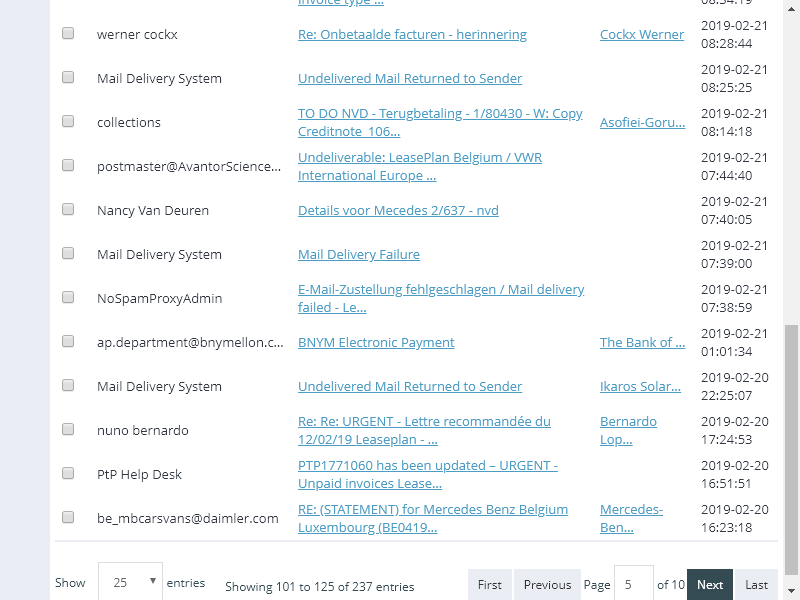 Invoice type ...
08:34:19
werner cockx
Re: Onbetaalde facturen - herinnering
Cockx Werner
2019-02-21
08:28:44
Mail Delivery System
Undelivered Mail Returned to Sender
2019-02-21
08:25:25
collections
TO DO NVD - Terugbetaling - 1/80430 - W: Copy
Creditnote_106...
Asofiei-Goru...
2019-02-21
08:14:18
postmaster@AvantorScience...
Undeliverable: LeasePlan Belgium / VWR
International Europe ...
2019-02-21
07:44:40
Nancy Van Deuren
Details voor Mecedes 2/637 - nvd
2019-02-21
07:40:05
Mail Delivery System
Mail Delivery Failure
2019-02-21
07:39:00
NoSpamProxyAdmin
E-Mail-Zustellung fehlgeschlagen / Mail delivery
failed - Le...
2019-02-21
07:38:59
ap.department@bnymellon.c...
BNYM Electronic Payment
The Bank of ...
2019-02-21
01:01:34
Mail Delivery System
Undelivered Mail Returned to Sender
Ikaros Solar...
2019-02-20
22:25:07
nuno bernardo
Re: Re: URGENT - Lettre recommandée du
12/02/19 Leaseplan - ...
Bernardo
Lop...
2019-02-20
17:24:53
PtP Help Desk
PTP1771060 has been updated – URGENT -
Unpaid invoices Lease...
2019-02-20
16:51:51
be_mbcarsvans@daimler.com
RE: (STATEMENT) for Mercedes Benz Belgium
Luxembourg (BE0419...
Mercedes-
Ben...
2019-02-20
16:23:18
Show 25 entries
Showing 101 to 125 of 237 entries
First Previous Page 5 of 10 Next Last